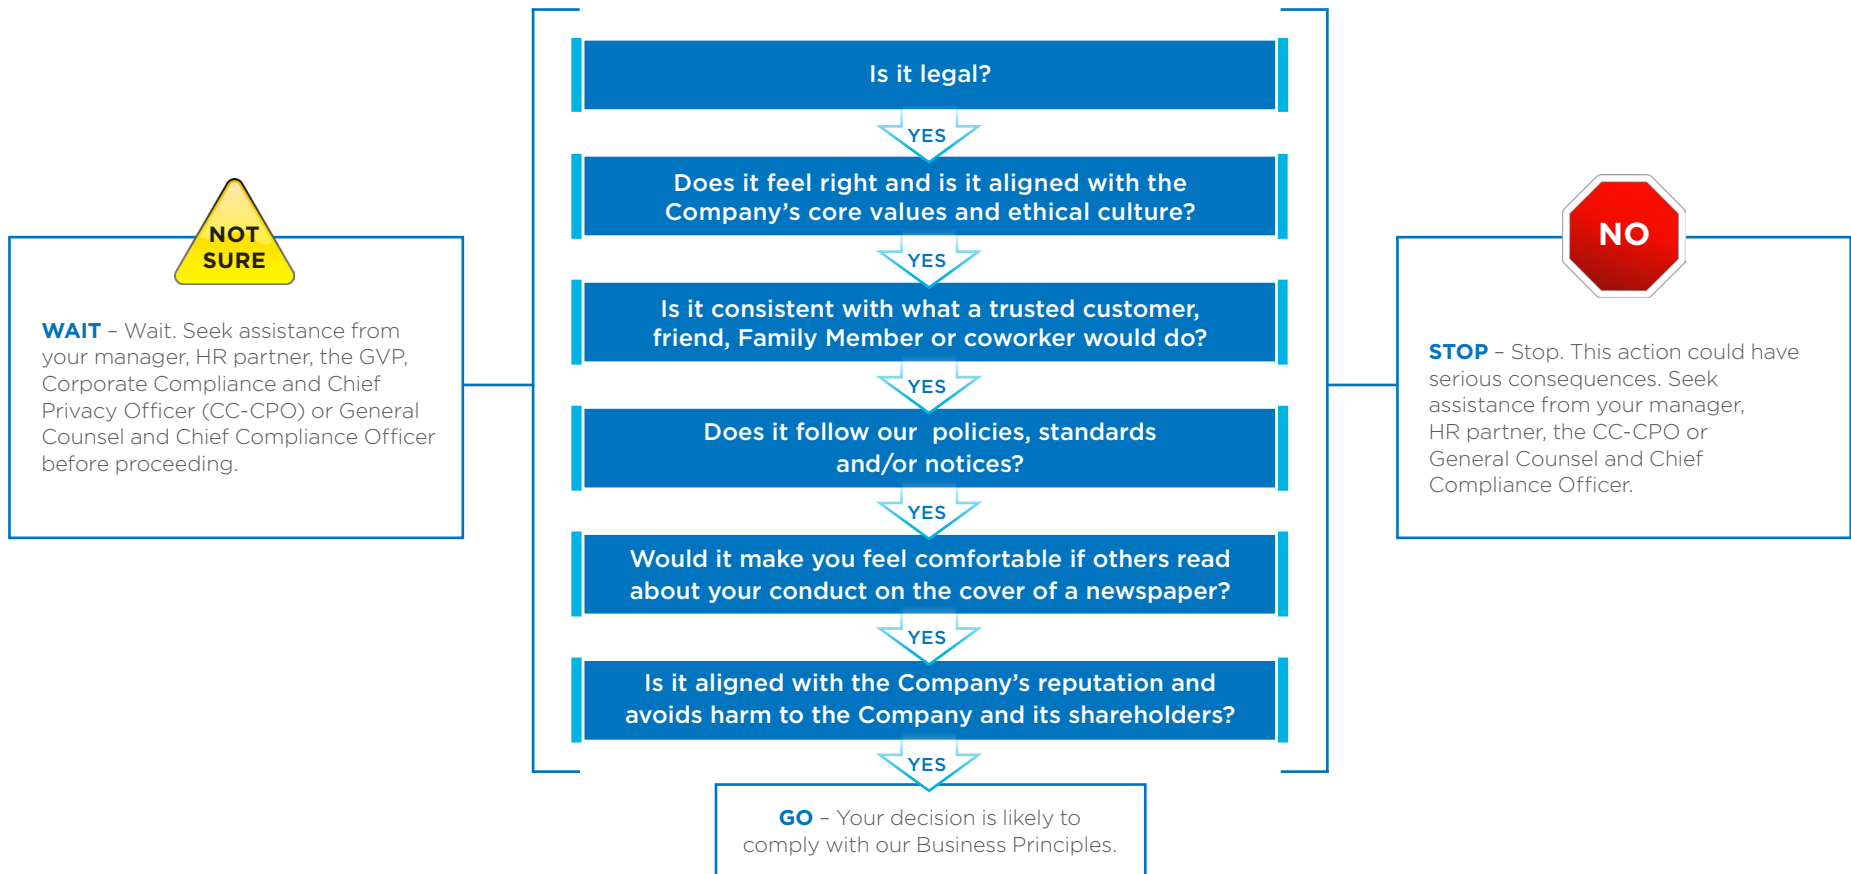 Is it legal?
YES
Does it feel right and is it aligned with the
Company’s core values and ethical culture?
YES
Is it consistent with what a trusted customer,
friend, Family Member or coworker would do?
YES
Does it follow our policies, standards
and/or notices?
YES
Would it make you feel comfortable if others read
about your conduct on the cover of a newspaper?
YES
Is it aligned with the Company’s reputation and
avoids harm to the Company and its shareholders?
YES
GO – Your decision is likely to
comply with our Business Principles.
NOT
SURE
WAIT – Wait. Seek assistance from
your manager, HR partner, the GVP,
Corporate Compliance and Chief
Privacy Officer (CC-CPO) or General
Counsel and Chief Compliance Officer
before proceeding.
NO
STOP – Stop. This action could have
serious consequences. Seek
assistance from your manager,
HR partner, the CC-CPO or
General Counsel and Chief
Compliance Officer.